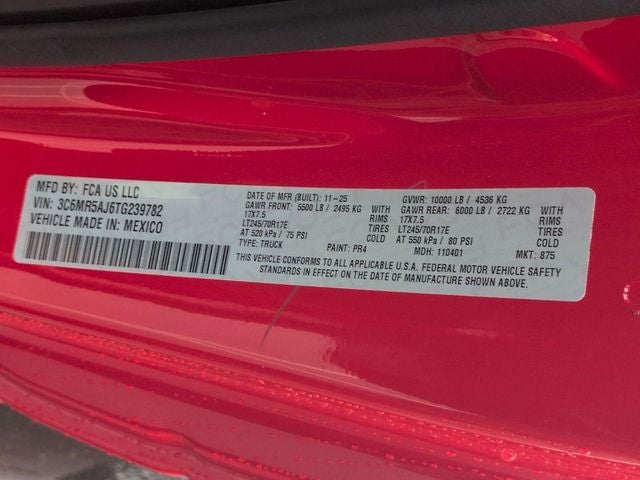 MFD BY: FCA US LLC
VIN: 3C6MR5AJ6TG239782
VEHICLE MADE IN: MEXICO
DATE OF MFR (BUILT): 11-25
GAWR FRONT: 5500 LB / 2495 KG WITH
17X7.5 RIMS
LT245/70R17E TIRES
AT 520 kPa / 75 PSI COLD
TYPE: TRUCK PAINT: PR4
GVWR: 10000 LB / 4536 KG
GAWR REAR: 6000 LB / 2722 KG WITH
17X7.5 RIMS
LT245/70R17E TIRES
AT 550 kPa / 80 PSI COLD
MDH: 110401 MKT: 875
THIS VEHICLE CONFORMS TO ALL APPLICABLE U.S.A. FEDERAL MOTOR VEHICLE SAFETY
STANDARDS IN EFFECT ON THE DATE OF MANUFACTURE SHOWN ABOVE.